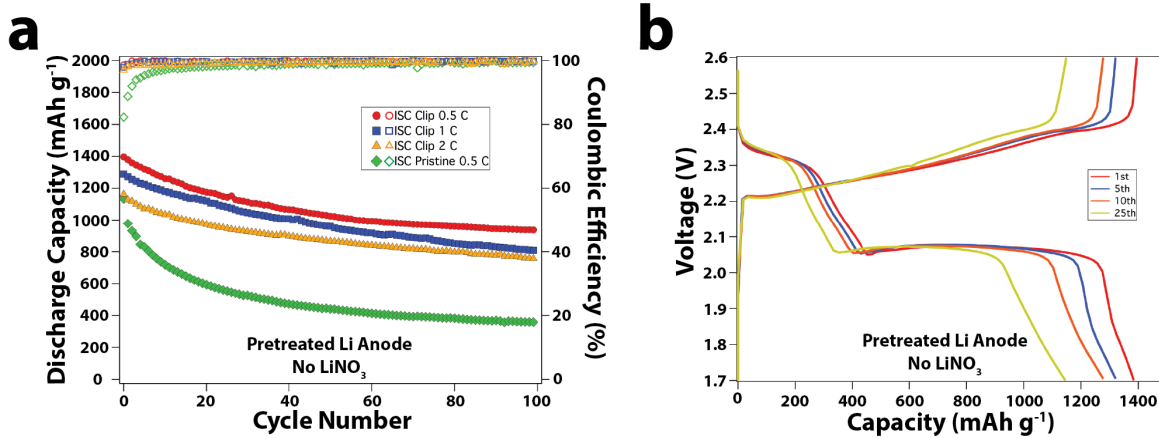 a
2000
1800
1600
1400
1200
1000
800
600
400
200
0
Discharge Capacity (mAh g-1)
100
80
60
40
20
0
Coulombic Efficiency (%)
ISC Clip 0.5 C
ISC Clip 1 C
ISC Clip 2 C
ISC Pristine 0.5 C
Pretreated Li Anode
No LiNO3
0 20 40 60 80 100
Cycle Number
b
2.6
2.5
2.4
2.3
2.2
2.1
2.0
1.9
1.8
1.7
Voltage (V)
1st
5th
10th
25th
Pretreated Li Anode
No LiNO3
0 200 400 600 800 1000 1200 1400
Capacity (mAh g-1)